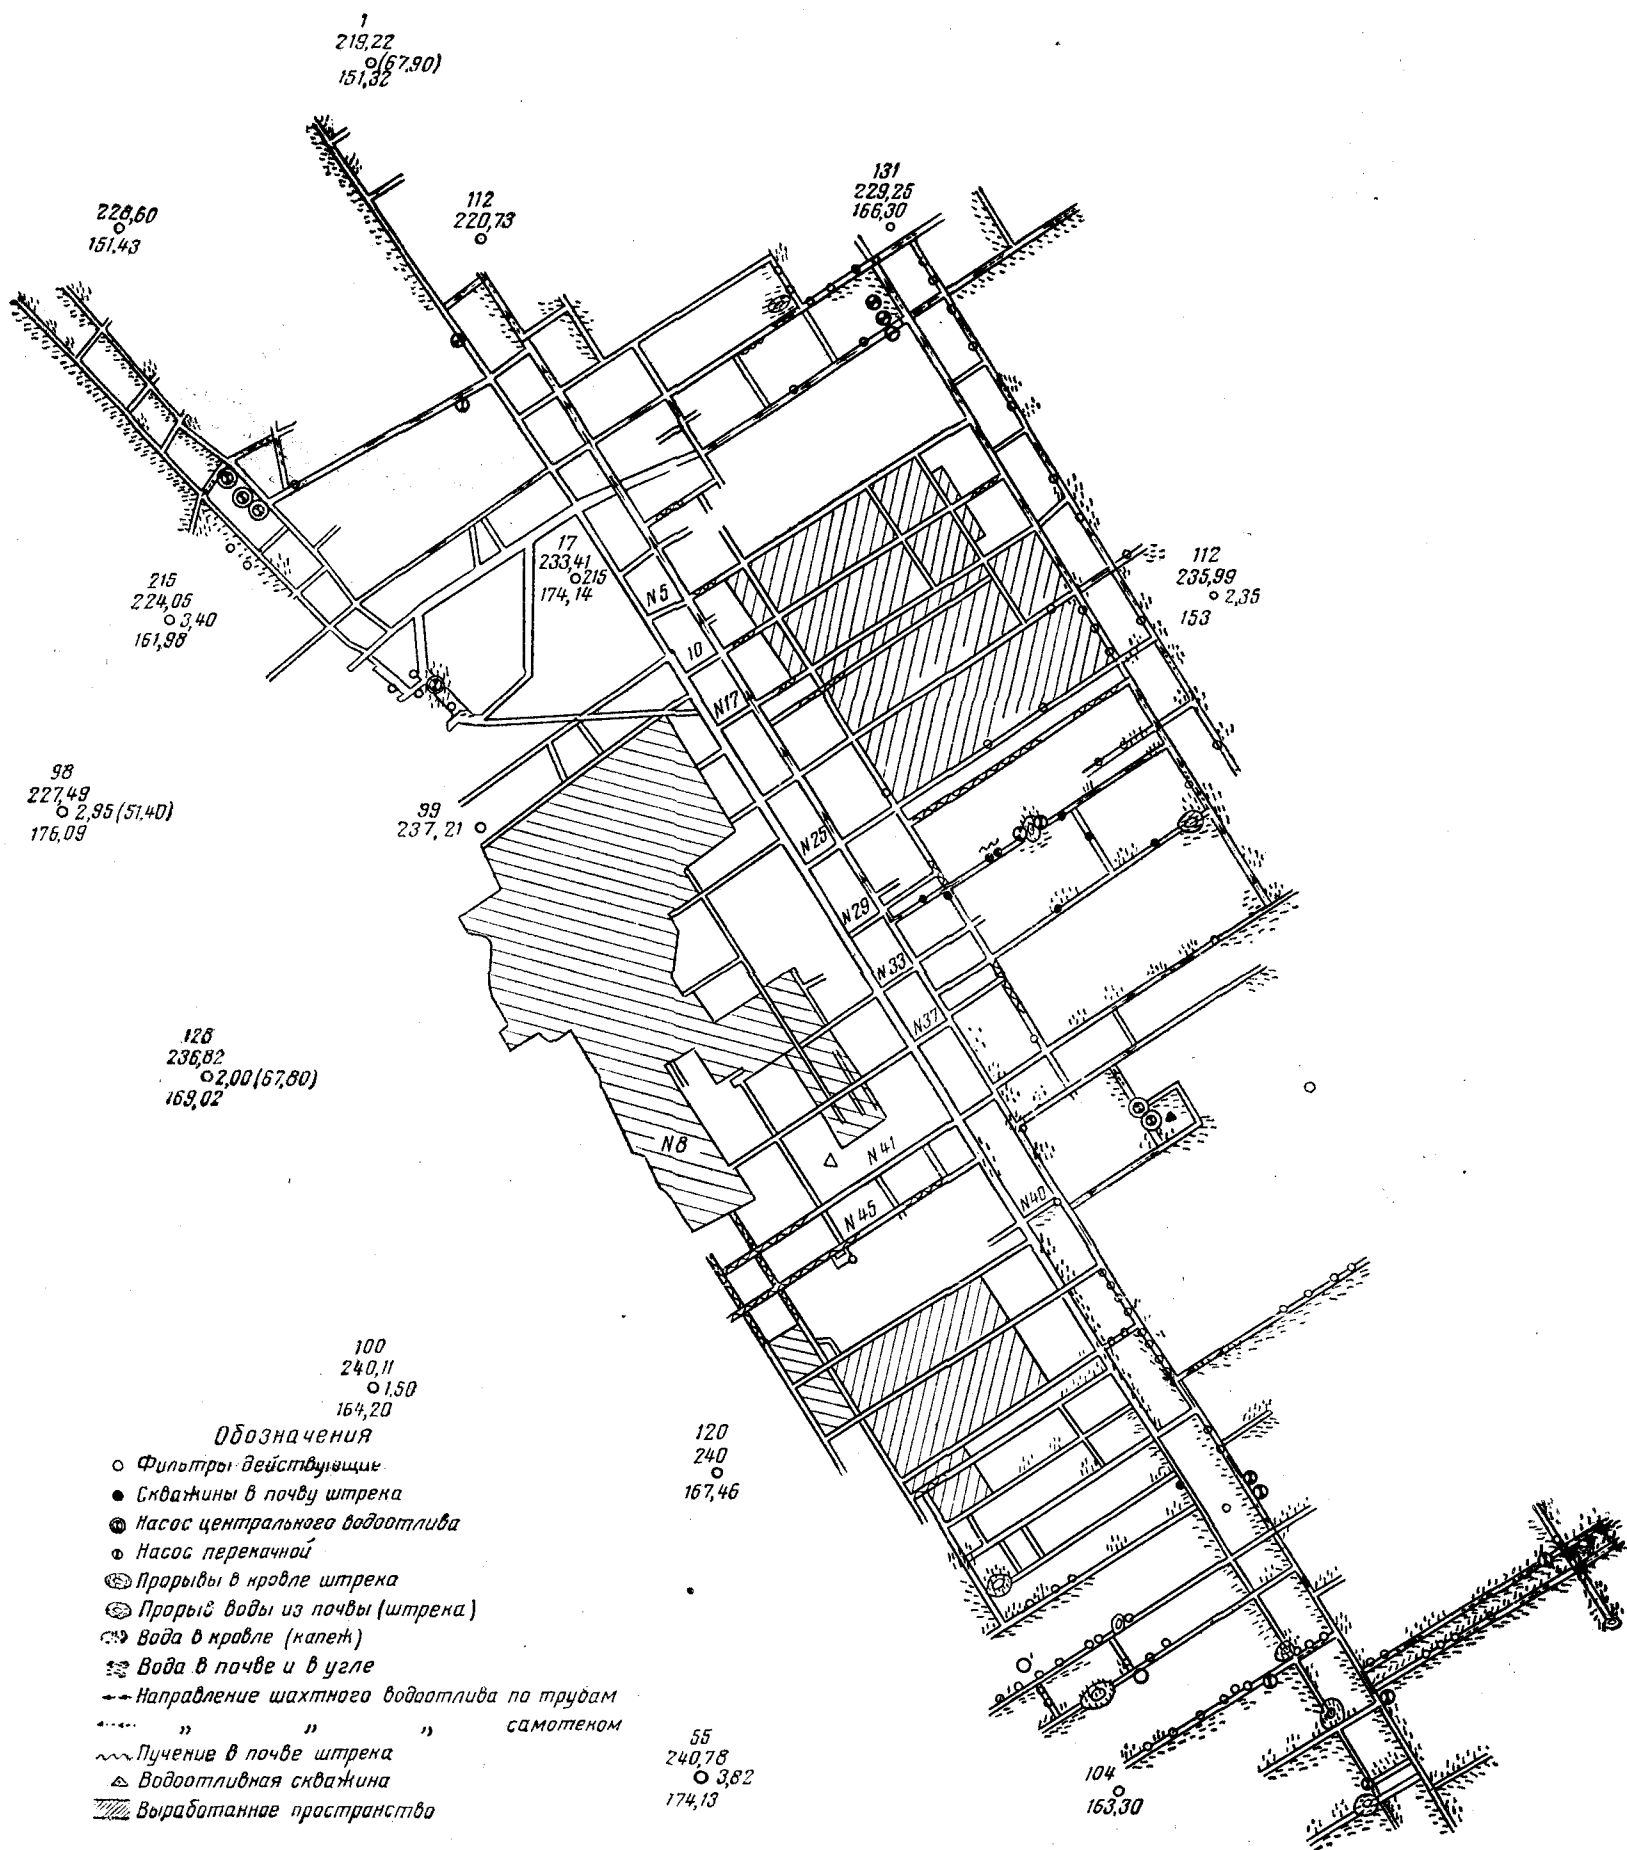 1
219,22
(67,90)
151,32
131
229,25
166,30
112
220,73
228,60
151,43
17
233,41
215
174,14
112
235,99
2,35
153
215
224,05
3,40
161,98
N5
10
N17
98
227,49
2,95 (51,40)
176,09
99
237,21
N25
N29
N33
N37
128
236,82
2,00 (67,80)
169,02
N8
N41
N45
N40
100
240,11
1,50
164,20
120
240
167,46
Обозначения
Фильтры действующие
Скважины в почву штрека
Насос центрального водоотлива
Насос перекачной
Прорывы в кровле штрека
Прорыв воды из почвы (штрека)
Вода в кровле (капеж)
Вода в почве и в угле
Направление шахтного водоотлива по трубам
" " " самотеком
Пучение в почве штрека
Водоотливная скважина
Выработанное пространство
55
240,78
3,82
174,13
104
163,30